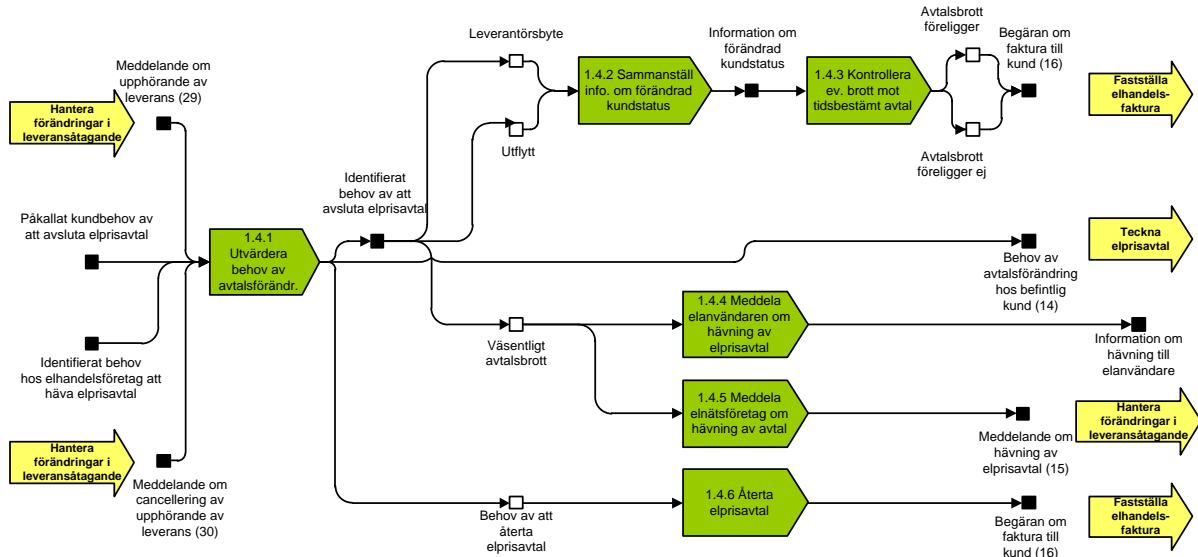 Hantera
förändringar i
leveransåtagande
Meddelande om
upphörande av
leverans (29)
Påkallat kundbehov av
att avsluta elprisavtal
Identifierat behov
hos elhandelsföretag att
häva elprisavtal
Hantera
förändringar i
leveransåtagande
Meddelande om
cancellering av
upphörande av
leverans (30)
1.4.1
Utvärdera
behov av
avtalsförändr.
Identifierat
behov av att
avsluta elprisavtal
Leverantörsbyte
Utflytt
1.4.2 Sammanställ
info. om förändrad
kundstatus
Information om
förändrad
kundstatus
1.4.3 Kontrollera
ev. brott mot
tidsbestämt avtal
Avtalsbrott
föreligger
Avtalsbrott
föreligger ej
Begäran om
faktura till
kund (16)
Fastställa
elhandels-
faktura
Behov av
avtalsförändring
hos befintlig
kund (14)
Teckna
elprisavtal
Väsentligt
avtalsbrott
1.4.4 Meddela
elanvändaren om
hävning av
elprisavtal
Information om
hävning till
elanvändare
1.4.5 Meddela
elnätsföretag om
hävning av avtal
Meddelande om
hävning av
elprisavtal (15)
Hantera
förändringar i
leveransåtagande
Behov av att
återta
elprisavtal
1.4.6 Återta
elprisavtal
Begäran om
faktura till
kund (16)
Fastställa
elhandels-
faktura